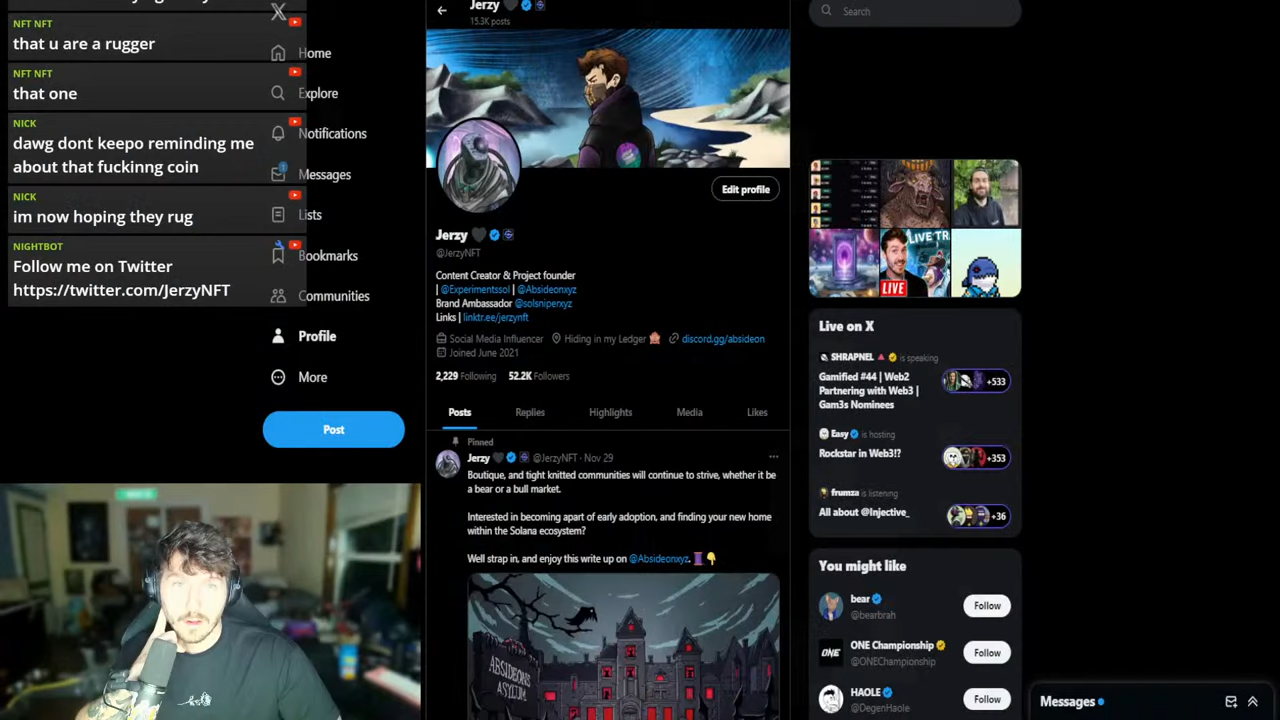 NFT NFT
that u are a rugger
NFT NFT
that one
NICK
dawg dont keepo reminding me
about that fuckinng coin
NICK
im now hoping they rug
NIGHTBOT
Follow me on Twitter
https://twitter.com/JerzyNFT
Home
Explore
Notifications
Messages
Lists
Bookmarks
Communities
Profile
More
Post
Jerzy
15.3K posts
Edit profile
Jerzy
@JerzyNFT
Content Creator & Project founder
| @Experimentssol | @Absideonxyz
Brand Ambassador @solsniperxyz
Links | linktr.ee/jerzynft
Social Media Influencer Hiding in my Ledger discord.gg/absideon
Joined June 2021
2,229 Following 52.2K Followers
Posts Replies Highlights Media Likes
Pinned
Jerzy @JerzyNFT · Nov 29
Boutique, and tight knitted communities will continue to strive, whether it be
a bear or a bull market.
Interested in becoming apart of early adoption, and finding your new home
within the Solana ecosystem?
Well strap in, and enjoy this write up on @Absideonxyz.
ABSIDEONS
ASYLUM
Search
LIVE TR
LIVE
Live on X
SHRAPNEL is speaking
Gamified #44 | Web2
Partnering with Web3 |
Gam3s Nominees
+533
Easy is hosting
Rockstar in Web3!?
+353
frumza is listening
All about @Injective_
+36
You might like
bear
@bearbrah
Follow
ONE Championship
@ONEChampionship
Follow
HAOLE
@DegenHaole
Follow
Messages